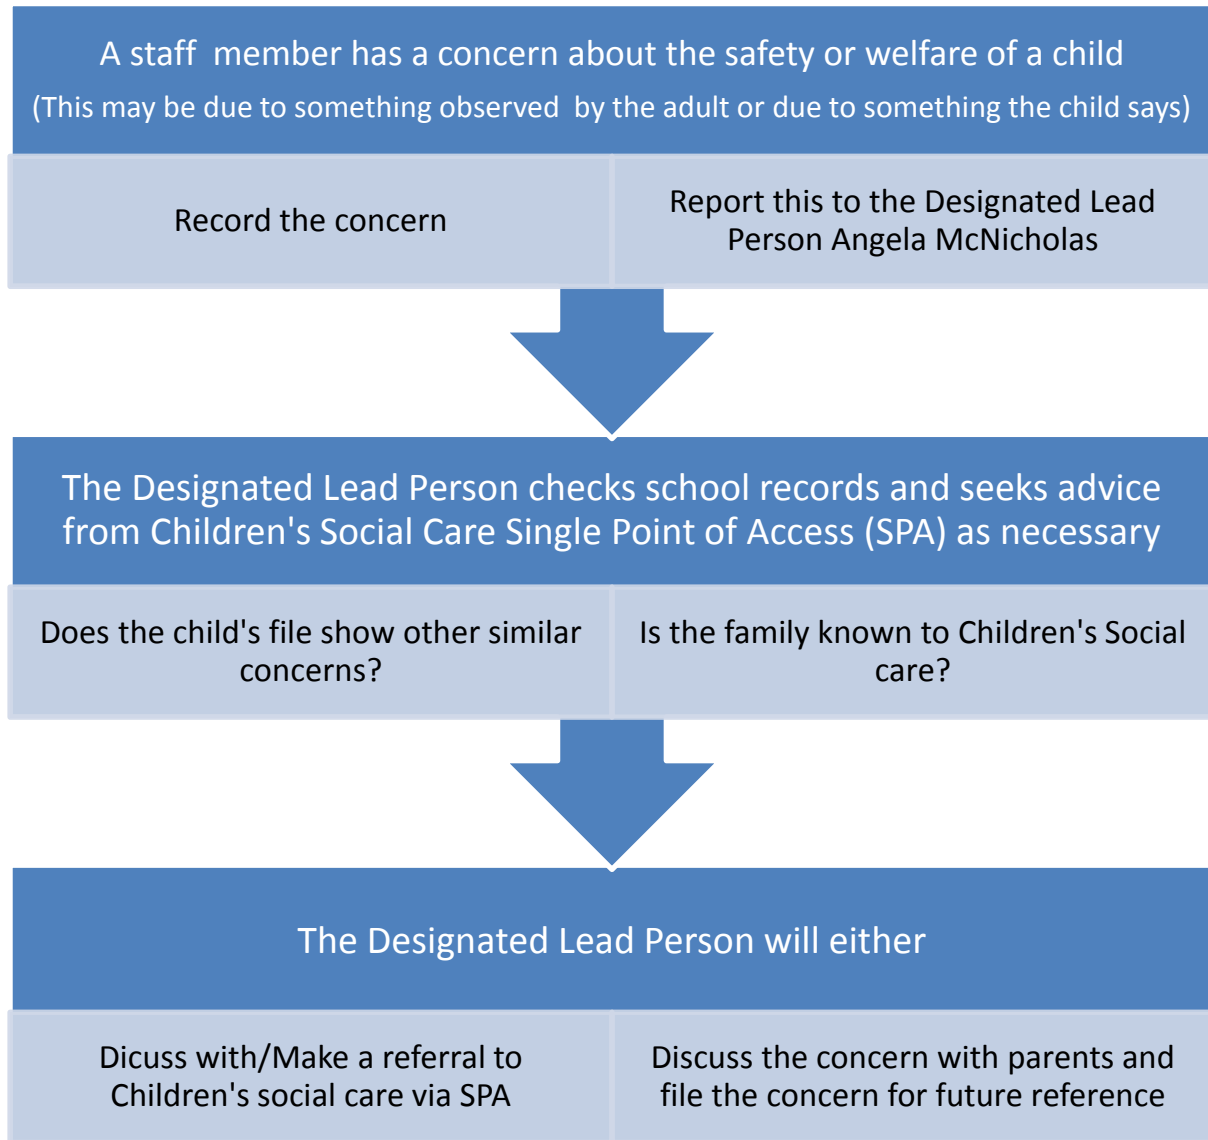 A staff  member has a concern about the safety or welfare of a child
(This may be due to something observed  by the adult or due to something the child says)
Record the concern
Report this to the Designated Lead
Person Angela McNicholas
The Designated Lead Person checks school records and seeks advice
from Children's Social Care Single Point of Access (SPA) as necessary
Does the child's file show other similar
concerns?
Is the family known to Children's Social
care?
The Designated Lead Person will either
Dicuss with/Make a referral to
Children's social care via SPA
Discuss the concern with parents and
file the concern for future reference